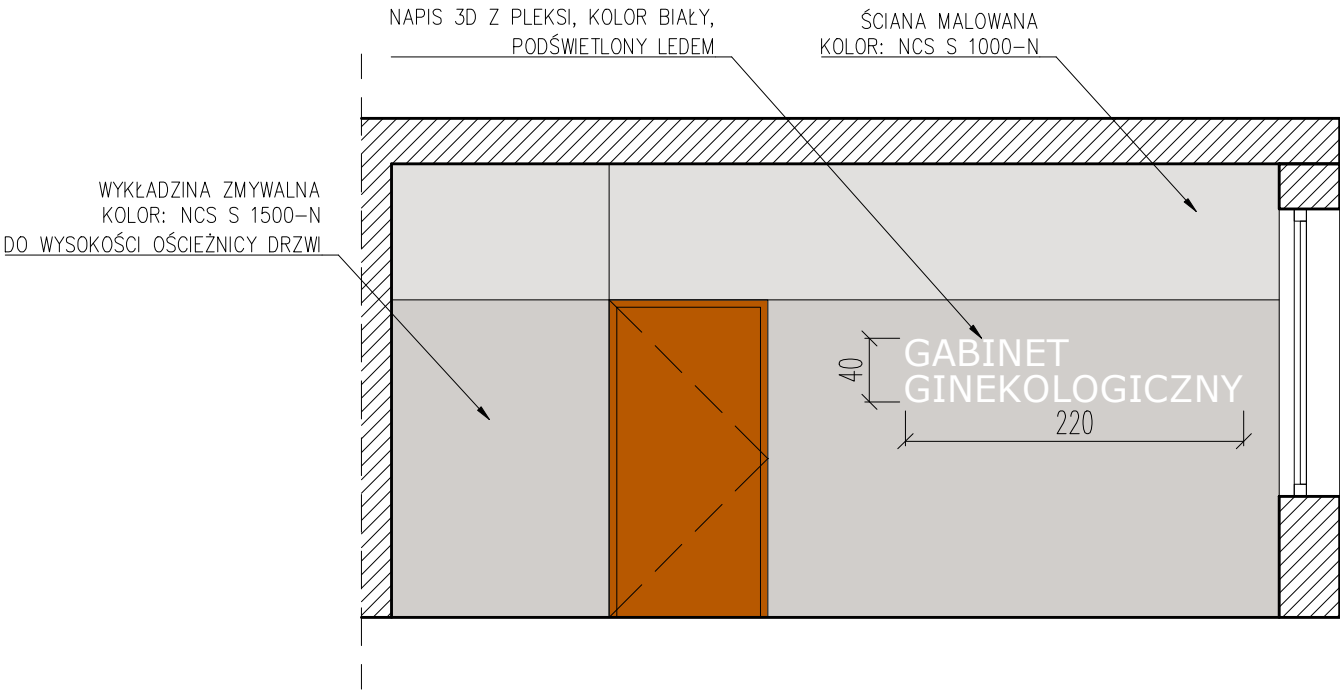 NAPIS 3D Z PLEKSI, KOLOR BIAŁY,
PODŚWIETLONY LEDEM
ŚCIANA MALOWANA
KOLOR: NCS S 1000-N
WYKŁADZINA ZMYWALNA
KOLOR: NCS S 1500-N
DO WYSOKOŚCI OŚCIEŻNICY DRZWI
40
GABINET
GINEKOLOGICZNY
220